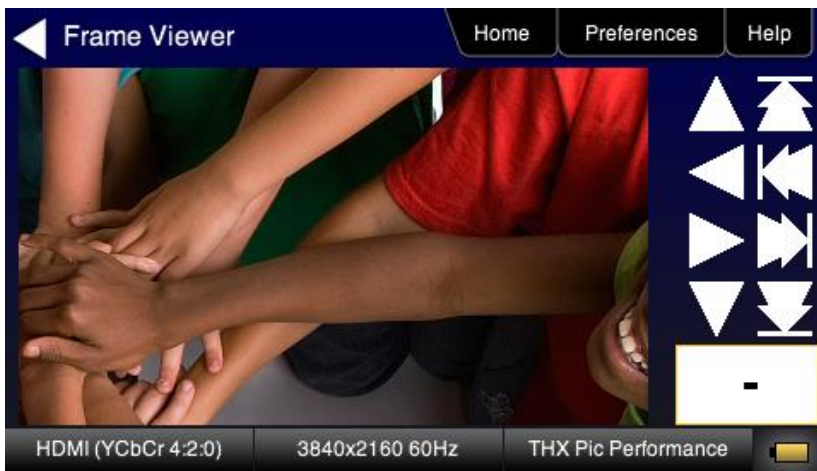 Frame Viewer
Home
Preferences
Help
-
HDMI (YCbCr 4:2:0)
3840x2160 60Hz
THX Pic Performance